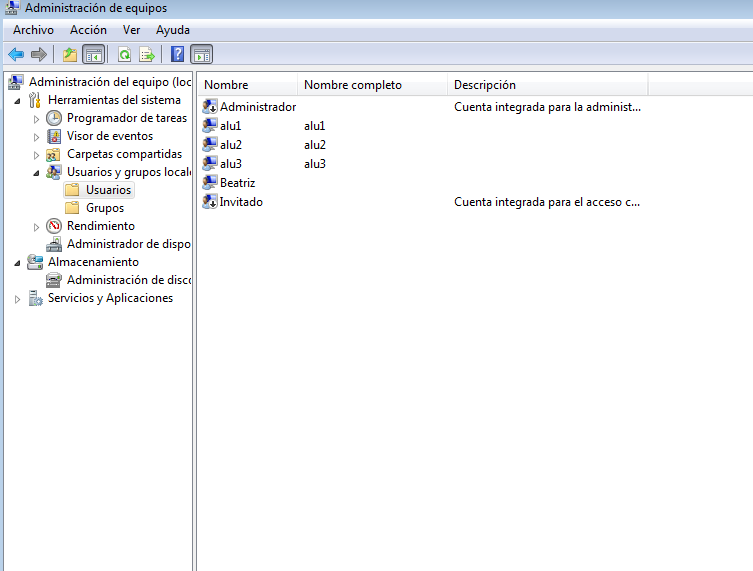 Administración de equipos
Archivo Acción Ver Ayuda
Administración del equipo (loc
Herramientas del sistema
Programador de tareas
Visor de eventos
Carpetas compartidas
Usuarios y grupos locale
Usuarios
Grupos
Rendimiento
Administrador de dispo
Almacenamiento
Administración de disco
Servicios y Aplicaciones
Nombre Nombre completo Descripción
Administrador Cuenta integrada para la administ...
alu1 alu1
alu2 alu2
alu3 alu3
Beatriz
Invitado Cuenta integrada para el acceso c...